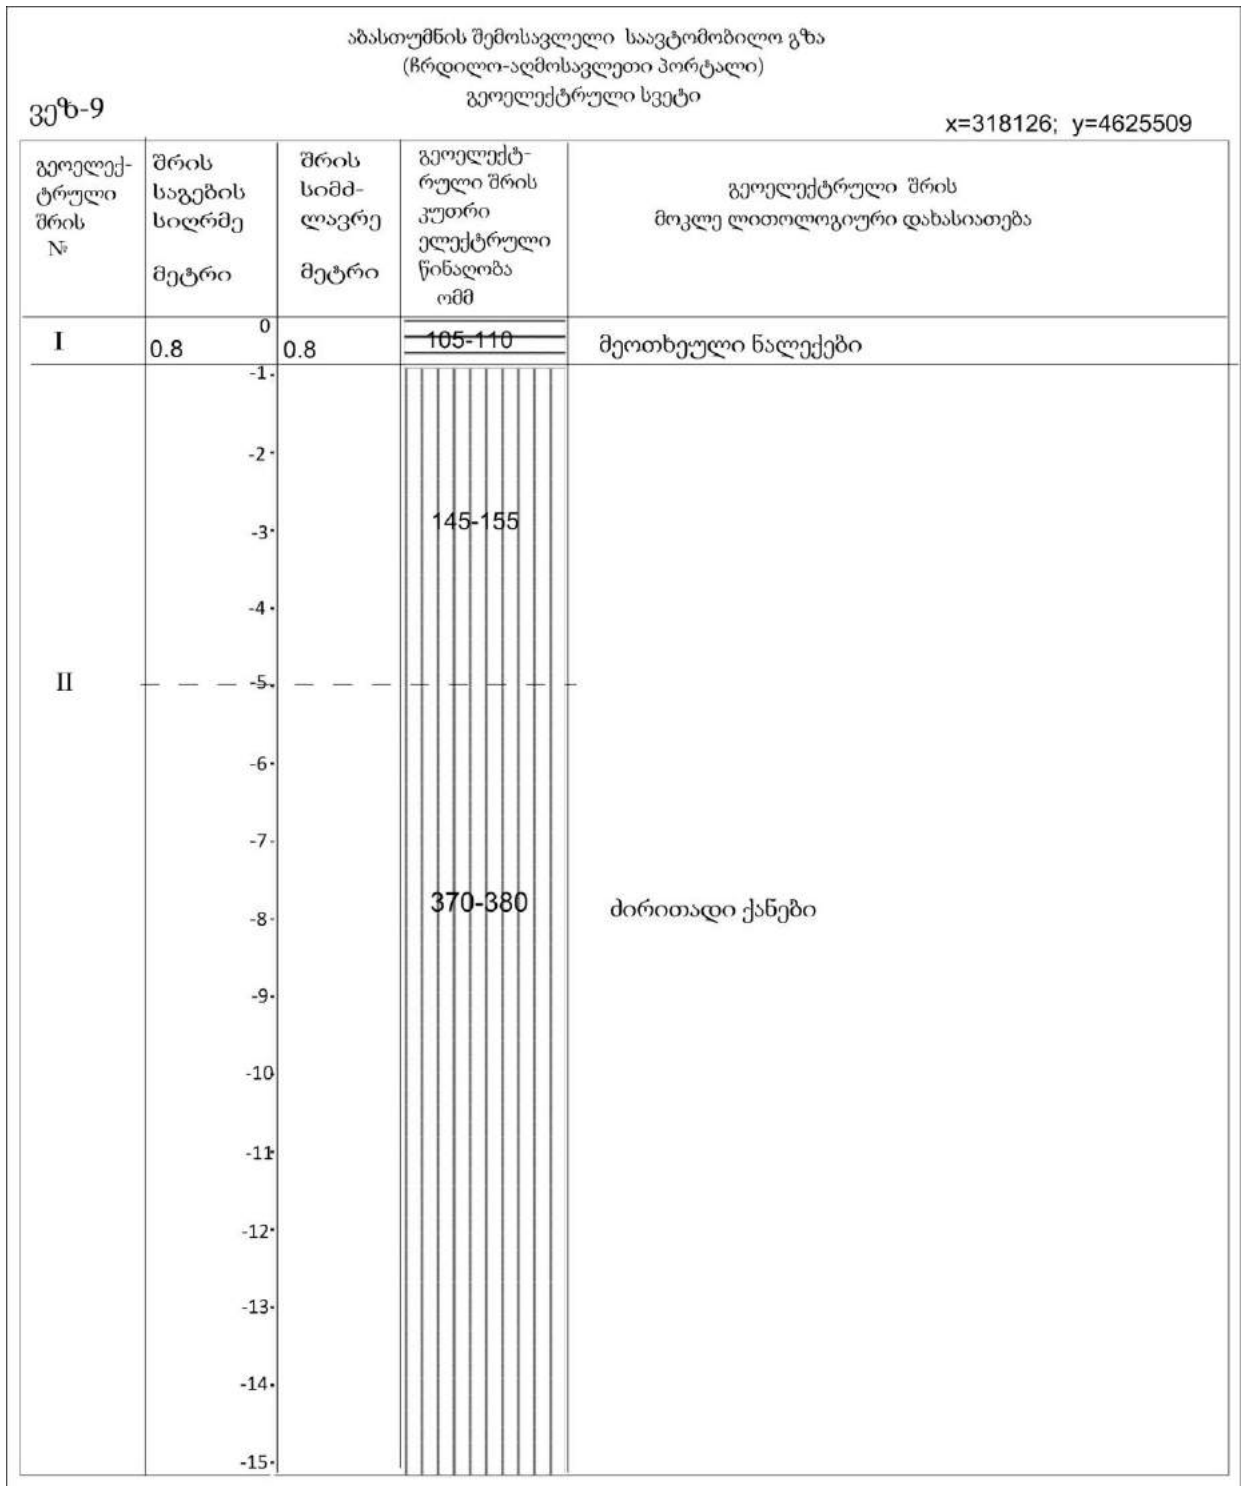 აბასთუმნის შემოსავლელი საავტომობილო გზა
(ჩრდილო-აღმოსავლეთი პორტალი)
გეოელექტრული სვეტი
ვეზ-9
x=318126; y=4625509
გეოელექ-
ტრული
შრის
№
შრის
საგების
სიღრმე
მეტრი
შრის
სიმძ-
ლავრე
მეტრი
გეოელექტ-
რული შრის
კუთრი
ელექტრული
წინაღობა
ომმ
გეოელექტრული შრის
მოკლე ლითოლოგიური დახასიათება
I
0.8
0
0.8
105-110
მეოთხეული ნალექები
-1
-2
145-155
-3
-4
II
-5
-6
-7
370-380
-8
ძირითადი ქანები
-9
-10
-11
-12
-13
-14
-15